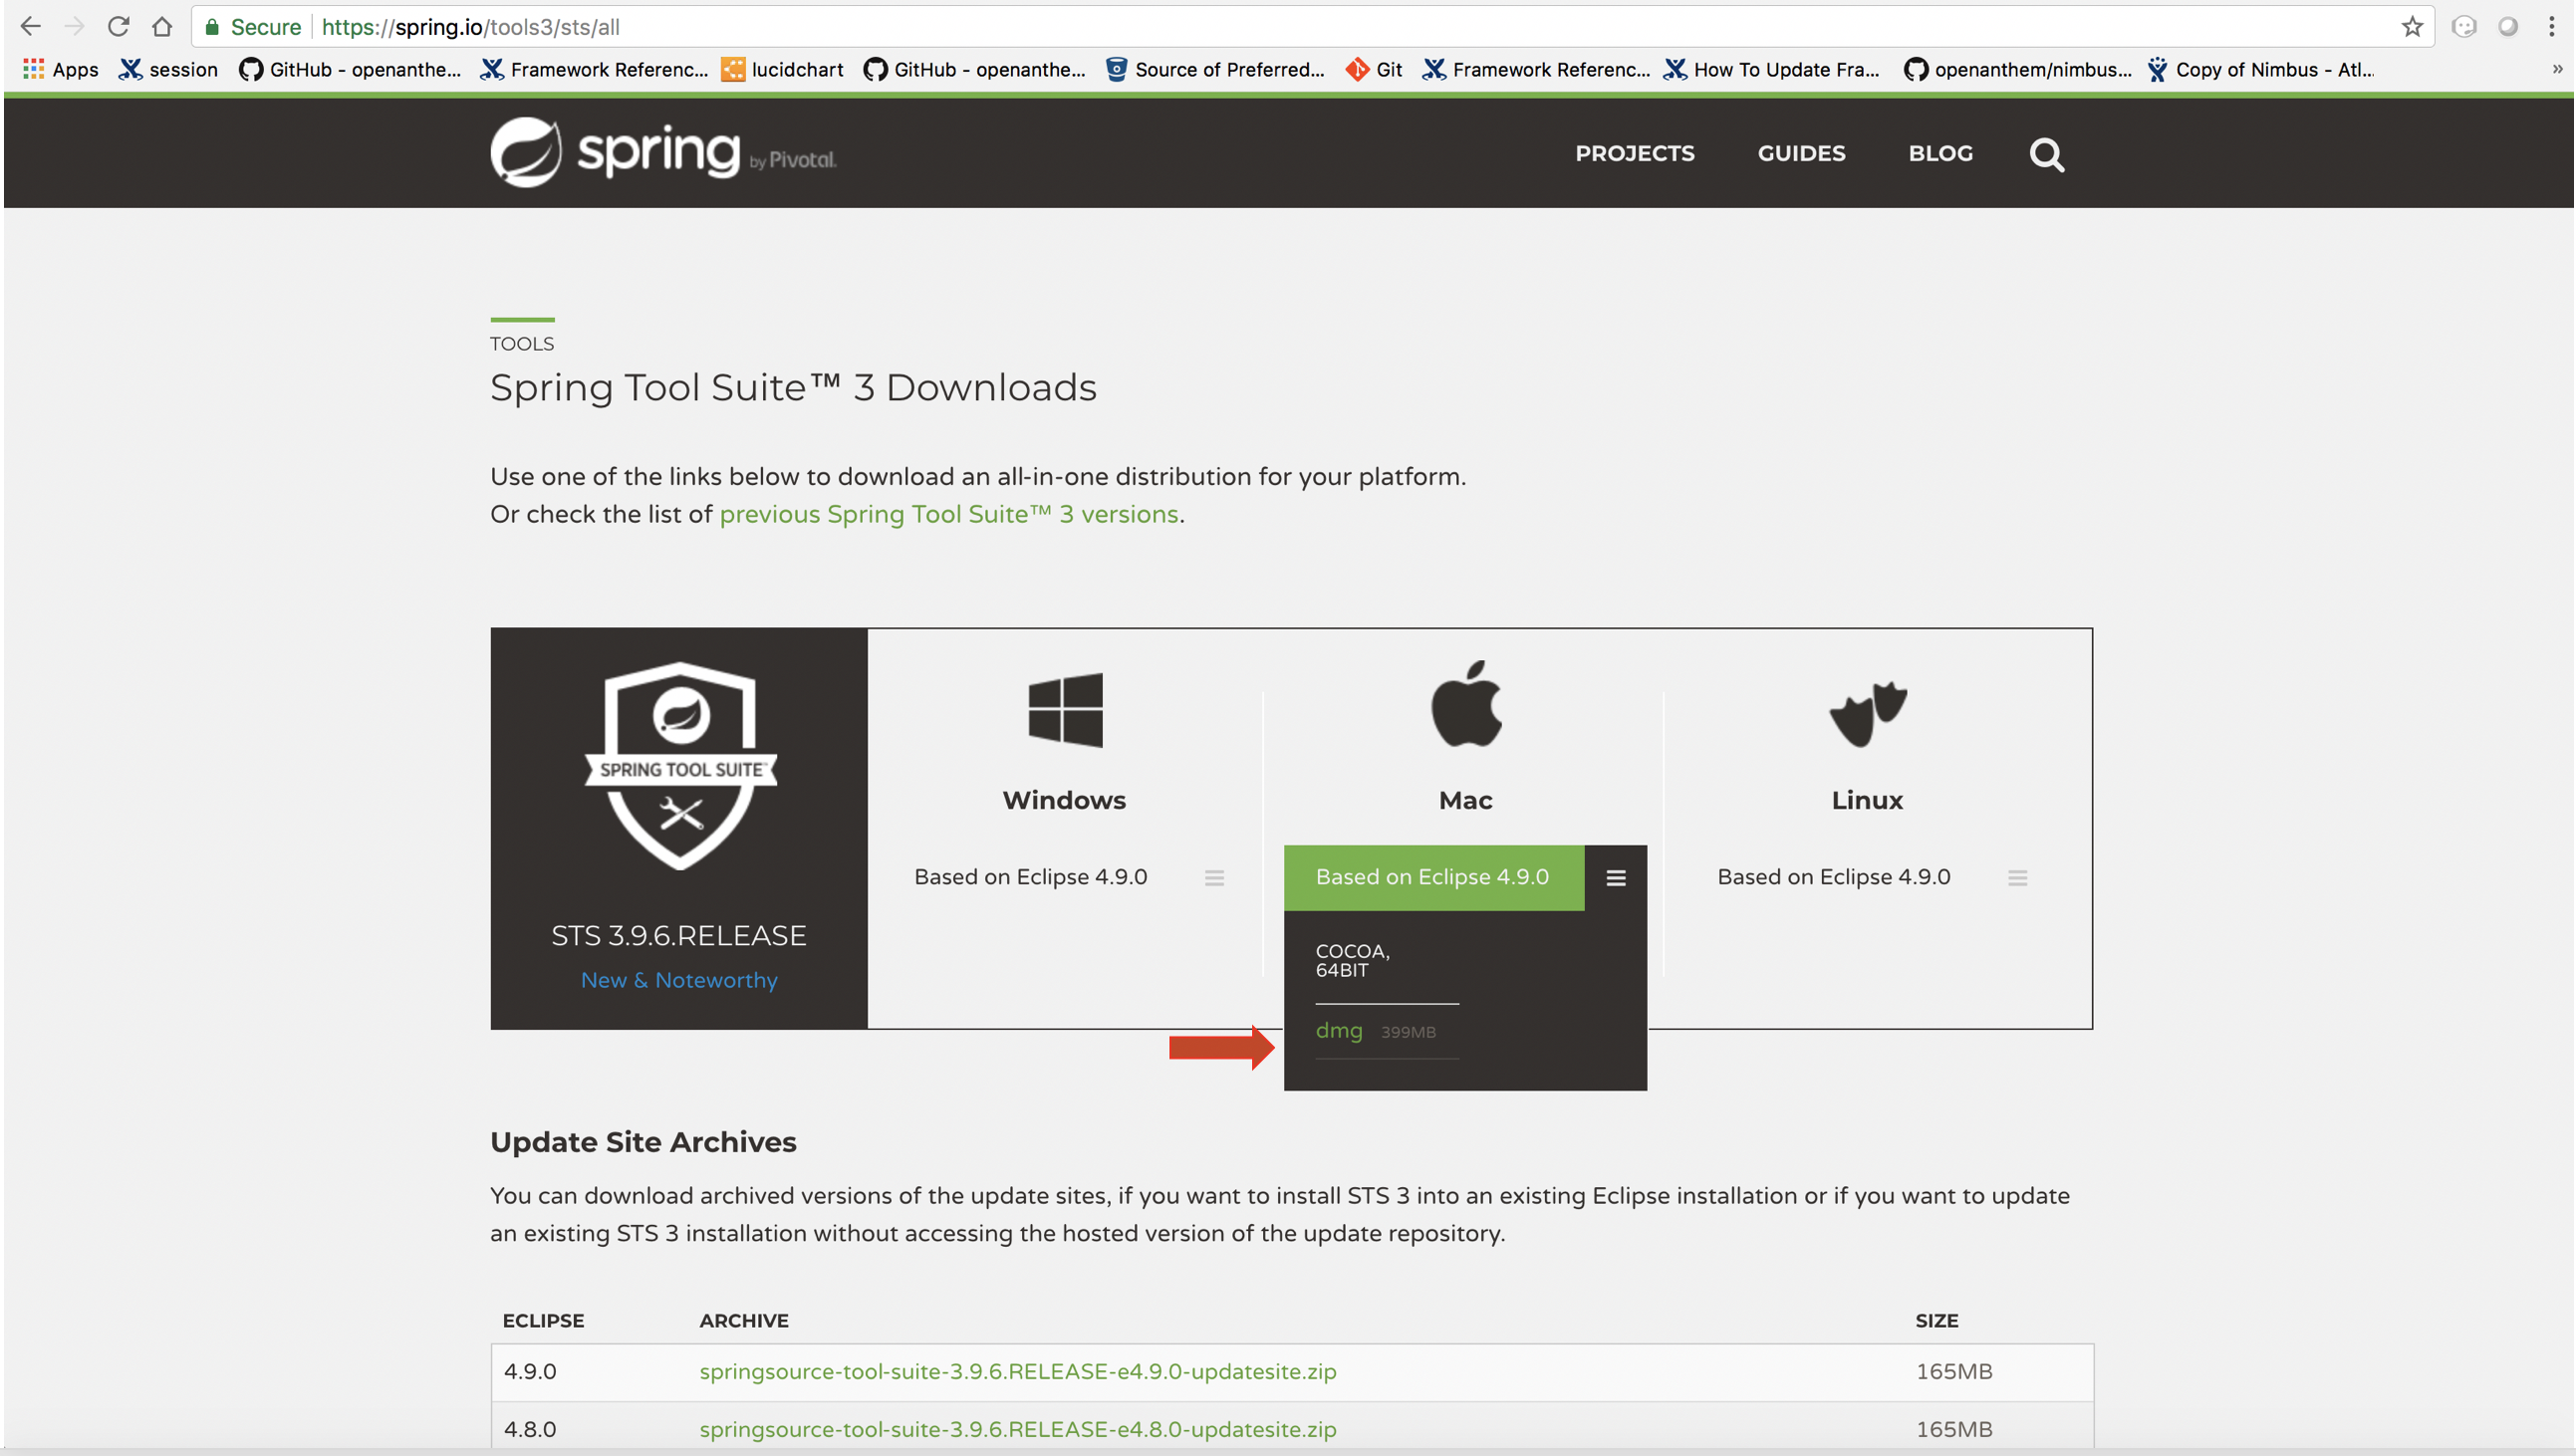 Secure https://spring.io/tools3/sts/all
Apps session GitHub - openanthe... Framework Referenc... lucidchart GitHub - openanthe... Source of Preferred... Git Framework Referenc... How To Update Fra... openanthem/nimbus... Copy of Nimbus - Atl... »
spring by Pivotal.
PROJECTS GUIDES BLOG
TOOLS
Spring Tool Suite™ 3 Downloads
Use one of the links below to download an all-in-one distribution for your platform.
Or check the list of previous Spring Tool Suite™ 3 versions.
SPRING TOOL SUITE™
STS 3.9.6.RELEASE
New & Noteworthy
Windows
Based on Eclipse 4.9.0
Mac
Based on Eclipse 4.9.0
COCOA,
64BIT
dmg 399MB
Linux
Based on Eclipse 4.9.0
Update Site Archives
You can download archived versions of the update sites, if you want to install STS 3 into an existing Eclipse installation or if you want to update
an existing STS 3 installation without accessing the hosted version of the update repository.
ECLIPSE ARCHIVE SIZE
4.9.0 springsource-tool-suite-3.9.6.RELEASE-e4.9.0-updatesite.zip 165MB
4.8.0 springsource-tool-suite-3.9.6.RELEASE-e4.8.0-updatesite.zip 165MB